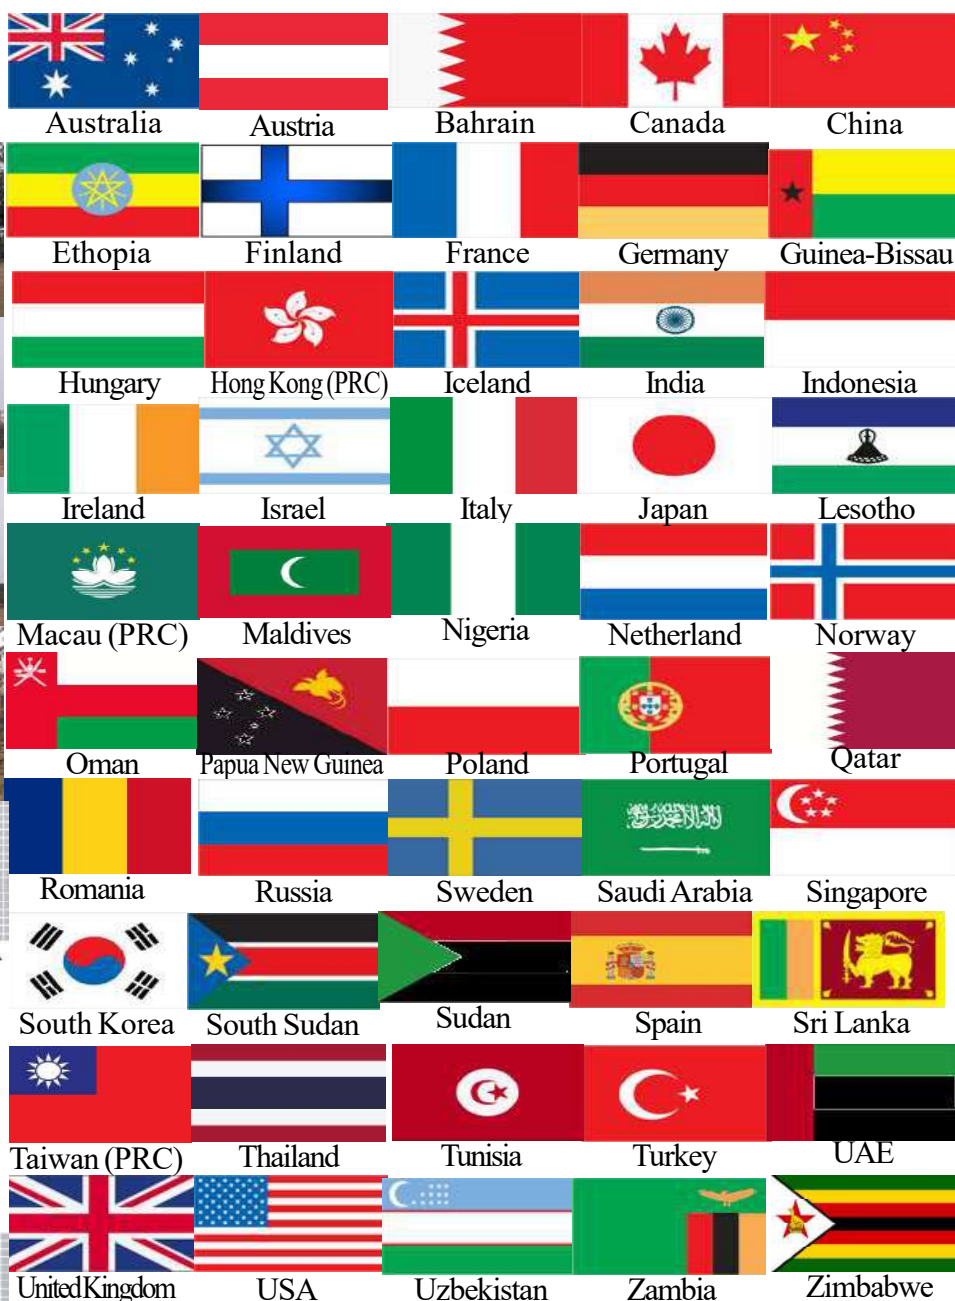 Australia Austria Bahrain Canada China
Ethopia Finland France Germany Guinea-Bissau
Hungary Hong Kong (PRC) Iceland India Indonesia
Ireland Israel Italy Japan Lesotho
Macau (PRC) Maldives Nigeria Netherland Norway
Oman Papua New Guinea Poland Portugal Qatar
Romania Russia Sweden Saudi Arabia Singapore
South Korea South Sudan Sudan Spain Sri Lanka
Taiwan (PRC) Thailand Tunisia Turkey UAE
United Kingdom USA Uzbekistan Zambia Zimbabwe